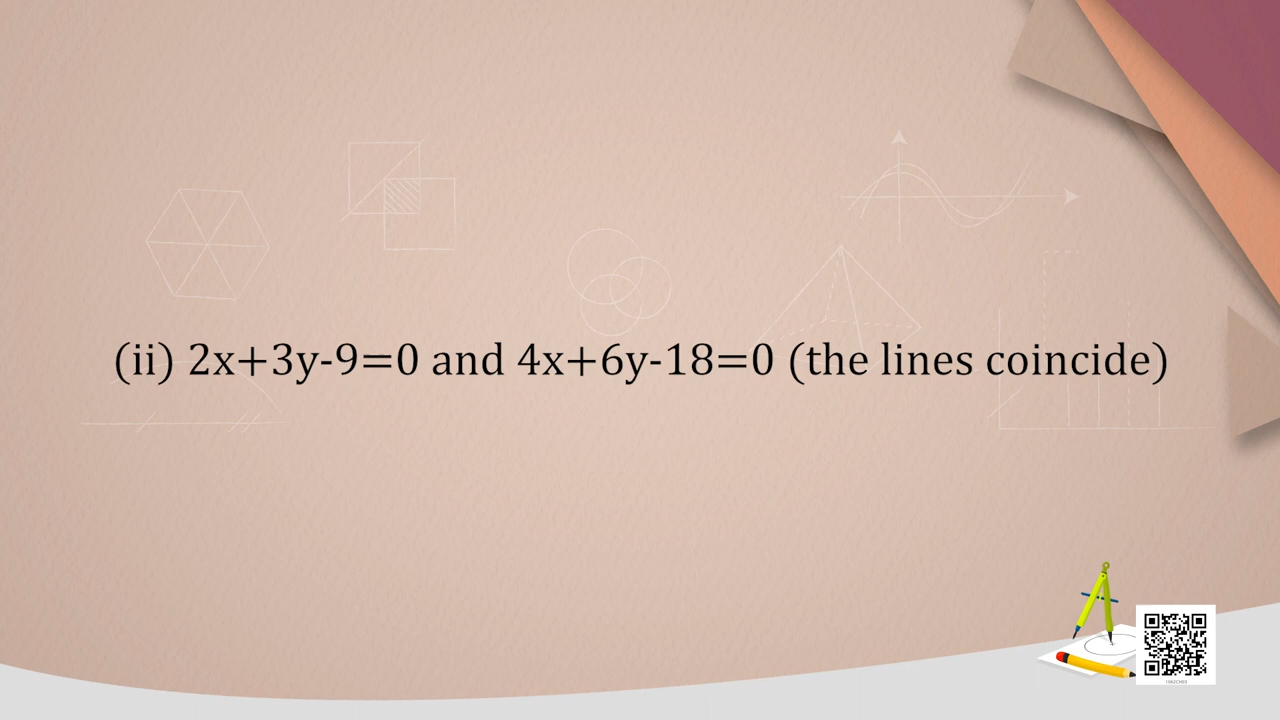 (ii) 2x+3y-9=0 and 4x+6y-18=0 (the lines coincide)